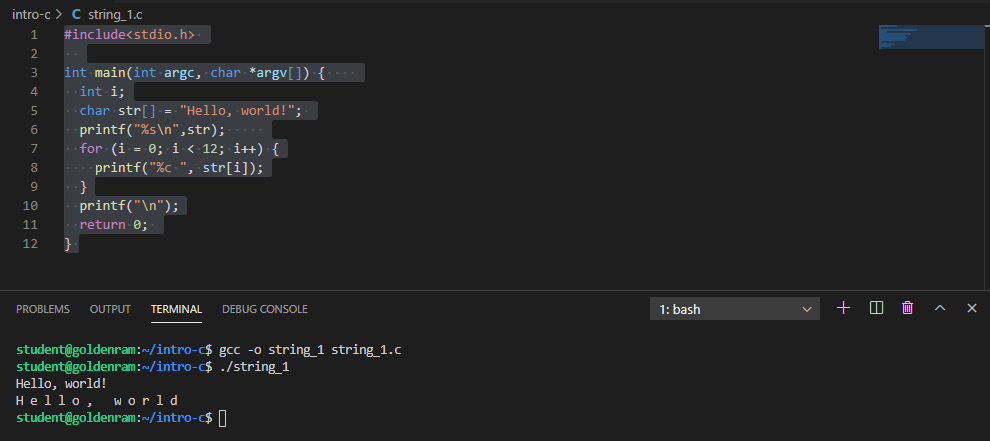 intro-c > C string_1.c
1 #include<stdio.h>
2
3 int main(int argc, char *argv[]) {
4   int i;
5   char str[] = "Hello, world!";
6   printf("%s\n",str);
7   for (i = 0; i < 12; i++) {
8     printf("%c ", str[i]);
9   }
10   printf("\n");
11   return 0;
12 }
PROBLEMS OUTPUT TERMINAL DEBUG CONSOLE 1: bash
student@goldenram:~/intro-c$ gcc -o string_1 string_1.c
student@goldenram:~/intro-c$ ./string_1
Hello, world!
H e l l o ,   w o r l d
student@goldenram:~/intro-c$